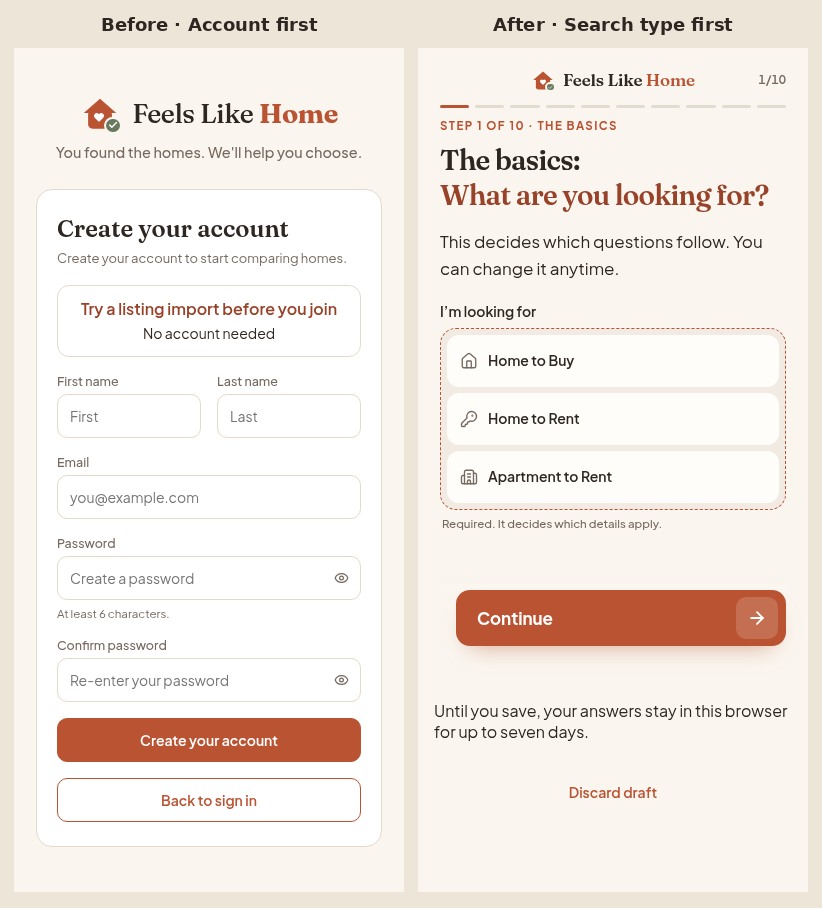 Before · Account first
Feels Like Home
You found the homes. We'll help you choose.
Create your account
Create your account to start comparing homes.
Try a listing import before you join
No account needed
First name
Last name
First
Last
Email
you@example.com
Password
Create a password
At least 6 characters.
Confirm password
Re-enter your password
Create your account
Back to sign in
After · Search type first
Feels Like Home
1/10
STEP 1 OF 10 · THE BASICS
The basics:
What are you looking for?
This decides which questions follow. You
can change it anytime.
I’m looking for
Home to Buy
Home to Rent
Apartment to Rent
Required. It decides which details apply.
Continue
Until you save, your answers stay in this browser
for up to seven days.
Discard draft